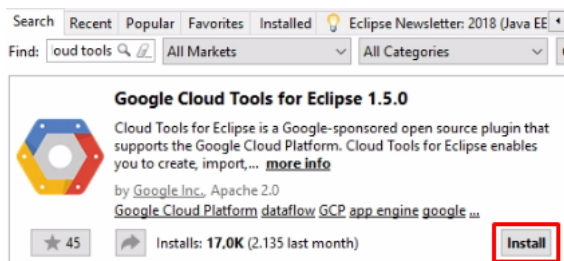 Search Recent Popular Favorites Installed Eclipse Newsletter: 2018 (Java EE
Find: oud tools All Markets All Categories
Google Cloud Tools for Eclipse 1.5.0
Cloud Tools for Eclipse is a Google-sponsored open source plugin that
supports the Google Cloud Platform. Cloud Tools for Eclipse enables
you to create, import,... more info
by Google Inc., Apache 2.0
Google Cloud Platform dataflow GCP app engine google ...
45 Installs: 17,0K (2.135 last month) Install